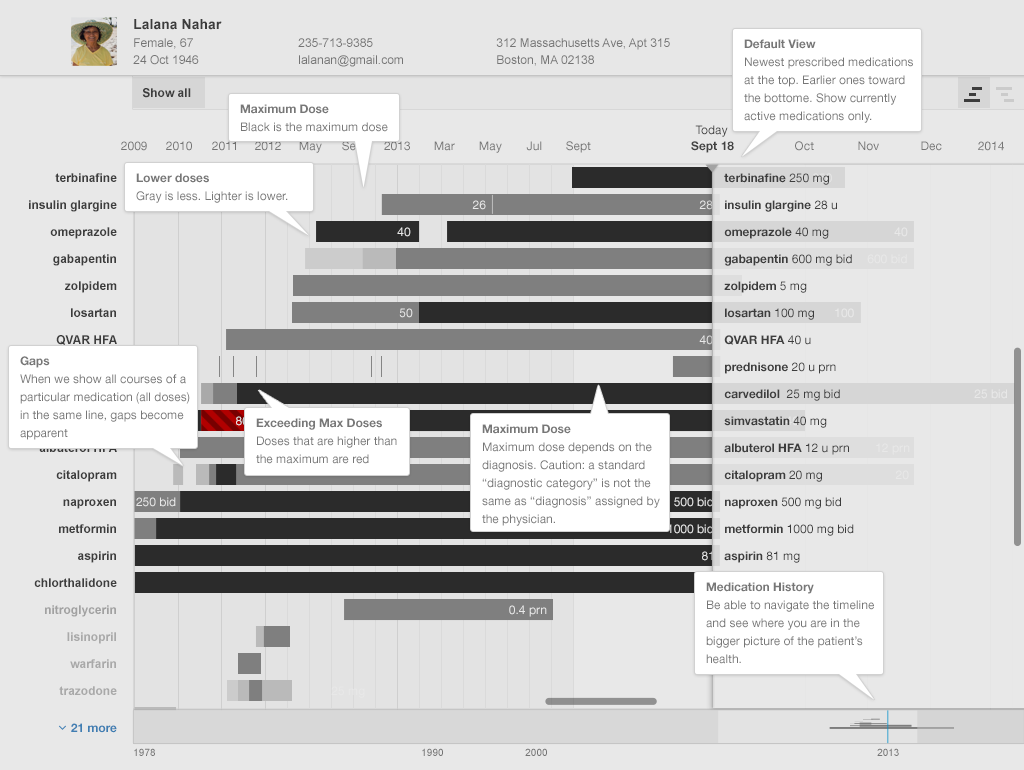 Lalana Nahar
Female, 67
24 Oct 1946
235-713-9385
lalanan@gmail.com
312 Massachusetts Ave, Apt 315
Boston, MA 02138
Default View
Newest prescribed medications
at the top. Earlier ones toward
the bottome. Show currently
active medications only.
Show all
Maximum Dose
Black is the maximum dose
Today
2009 2010 2011 2012 May 2013 Mar May Jul Sept Sept 18 Oct Nov Dec 2014
Lower doses
Gray is less. Lighter is lower.
terbinafine terbinafine 250 mg
insulin glargine 26 28 insulin glargine 28 u
omeprazole 40 omeprazole 40 mg 40
gabapentin gabapentin 600 mg bid 600 bid
zolpidem zolpidem 5 mg
losartan 50 losartan 100 mg 100
QVAR HFA 40 QVAR HFA 40 u
prednisone 20 u prn
carvedilol 25 mg bid 25 bid
simvastatin 40 mg
albuterol HFA albuterol HFA 12 u prn 12 prn
citalopram citalopram 20 mg 20
Gaps
When we show all courses of a
particular medication (all doses)
in the same line, gaps become
apparent
Exceeding Max Doses
Doses that are higher than
the maximum are red
Maximum Dose
Maximum dose depends on the
diagnosis. Caution: a standard
“diagnostic category” is not the
same as “diagnosis” assigned by
the physician.
naproxen 250 bid 500 bid naproxen 500 mg bid
metformin 1000 bid metformin 1000 mg bid
aspirin 81 aspirin 81 mg
chlorthalidone
nitroglycerin 0.4 prn
lisinopril
warfarin
trazodone
Medication History
Be able to navigate the timeline
and see where you are in the
bigger picture of the patient’s
health.
21 more
1978 1990 2000 2013